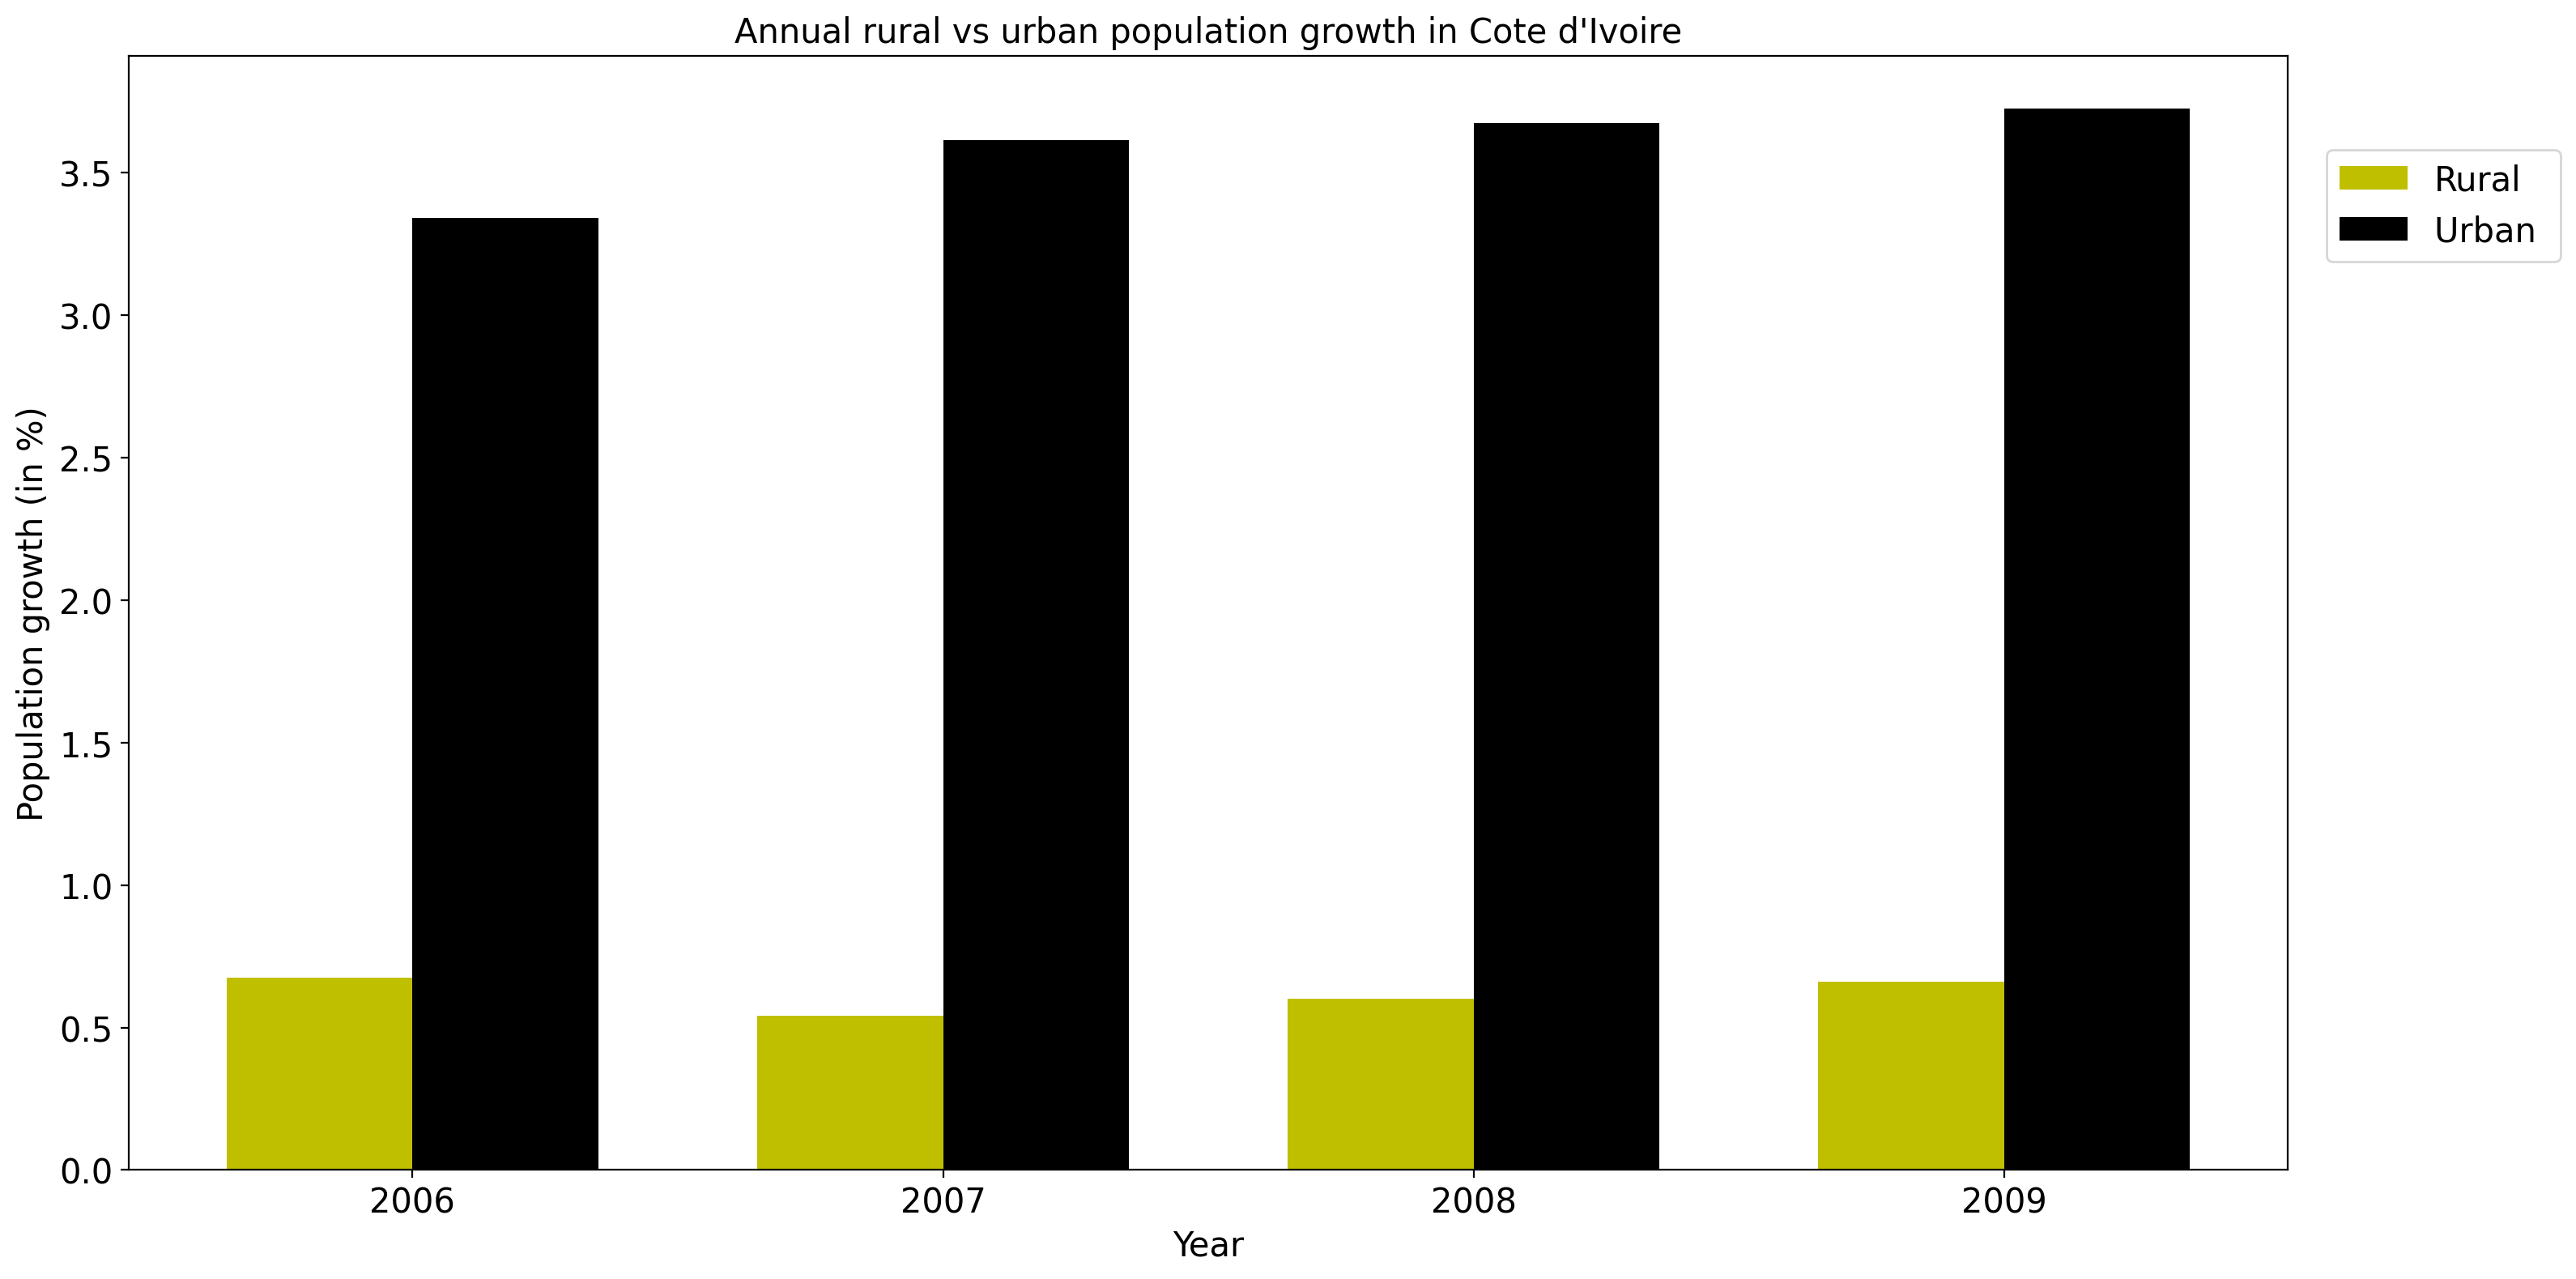 Annual rural vs urban population growth in Cote d'Ivoire
Population growth (in %)
3.5
3.0
2.5
2.0
1.5
1.0
0.5
0.0
2006 2007 2008 2009
Year
Rural
Urban